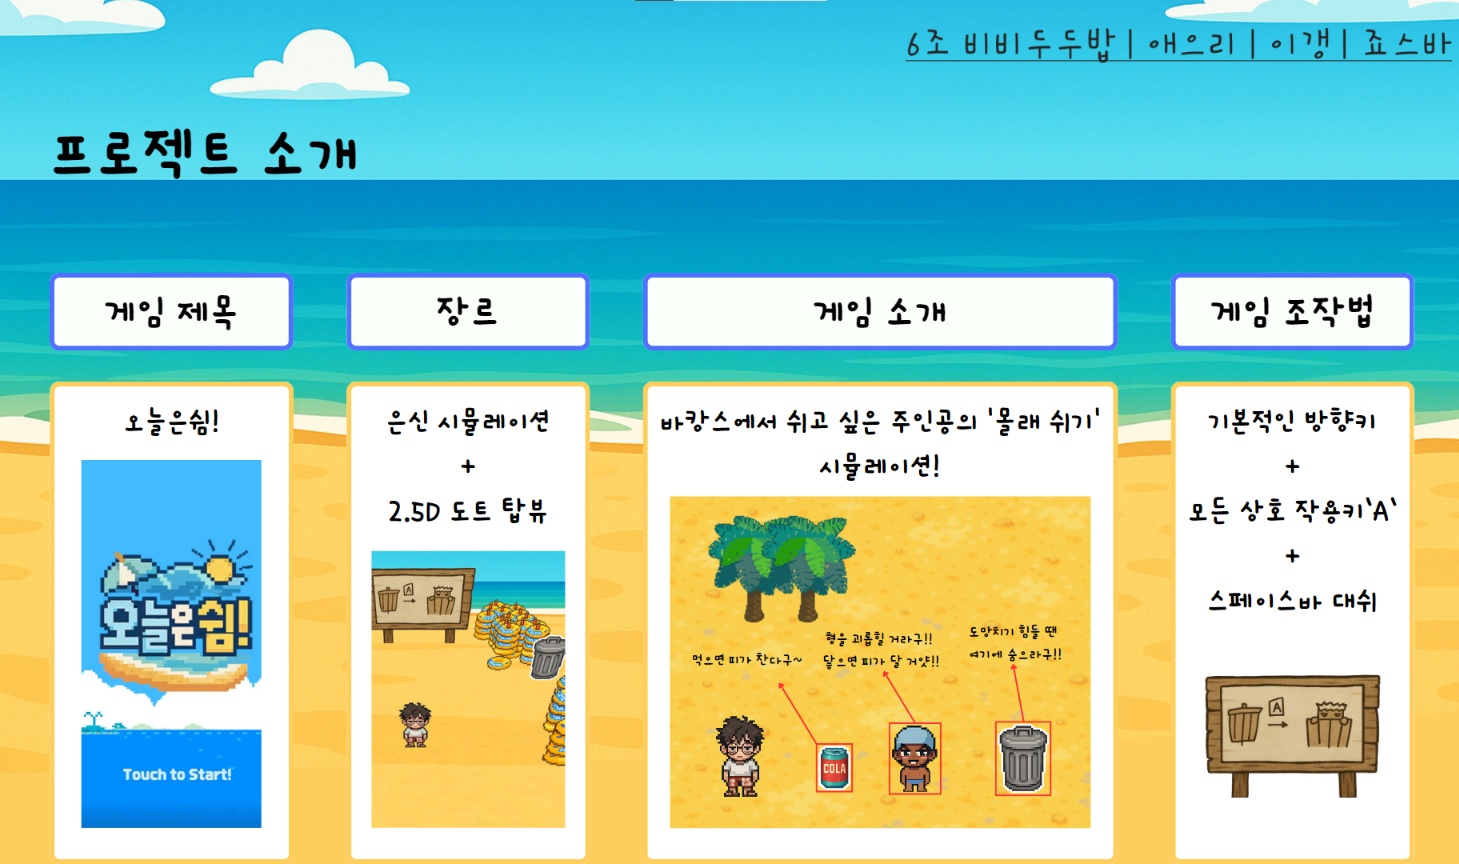 6조 비비두두밥 | 애으리 | 이갱 | 죠스바
프로젝트 소개
게임 제목
장르
게임 소개
게임 조작법
오늘은쉼!
오늘은쉼!
Touch to Start!
은신 시뮬레이션
+
2.5D 도트 탑뷰
A
바캉스에서 쉬고 싶은 주인공의 '몰래 쉬기'
시뮬레이션!
먹으면 피가 찬다구~
형을 괴롭힐 거라구!!
닿으면 피가 달 거얏!!
도망치기 힘들 땐
여기에 숨으라구!!
COLA
기본적인 방향키
+
모든 상호 작용키'A'
+
스페이스바 대쉬
A